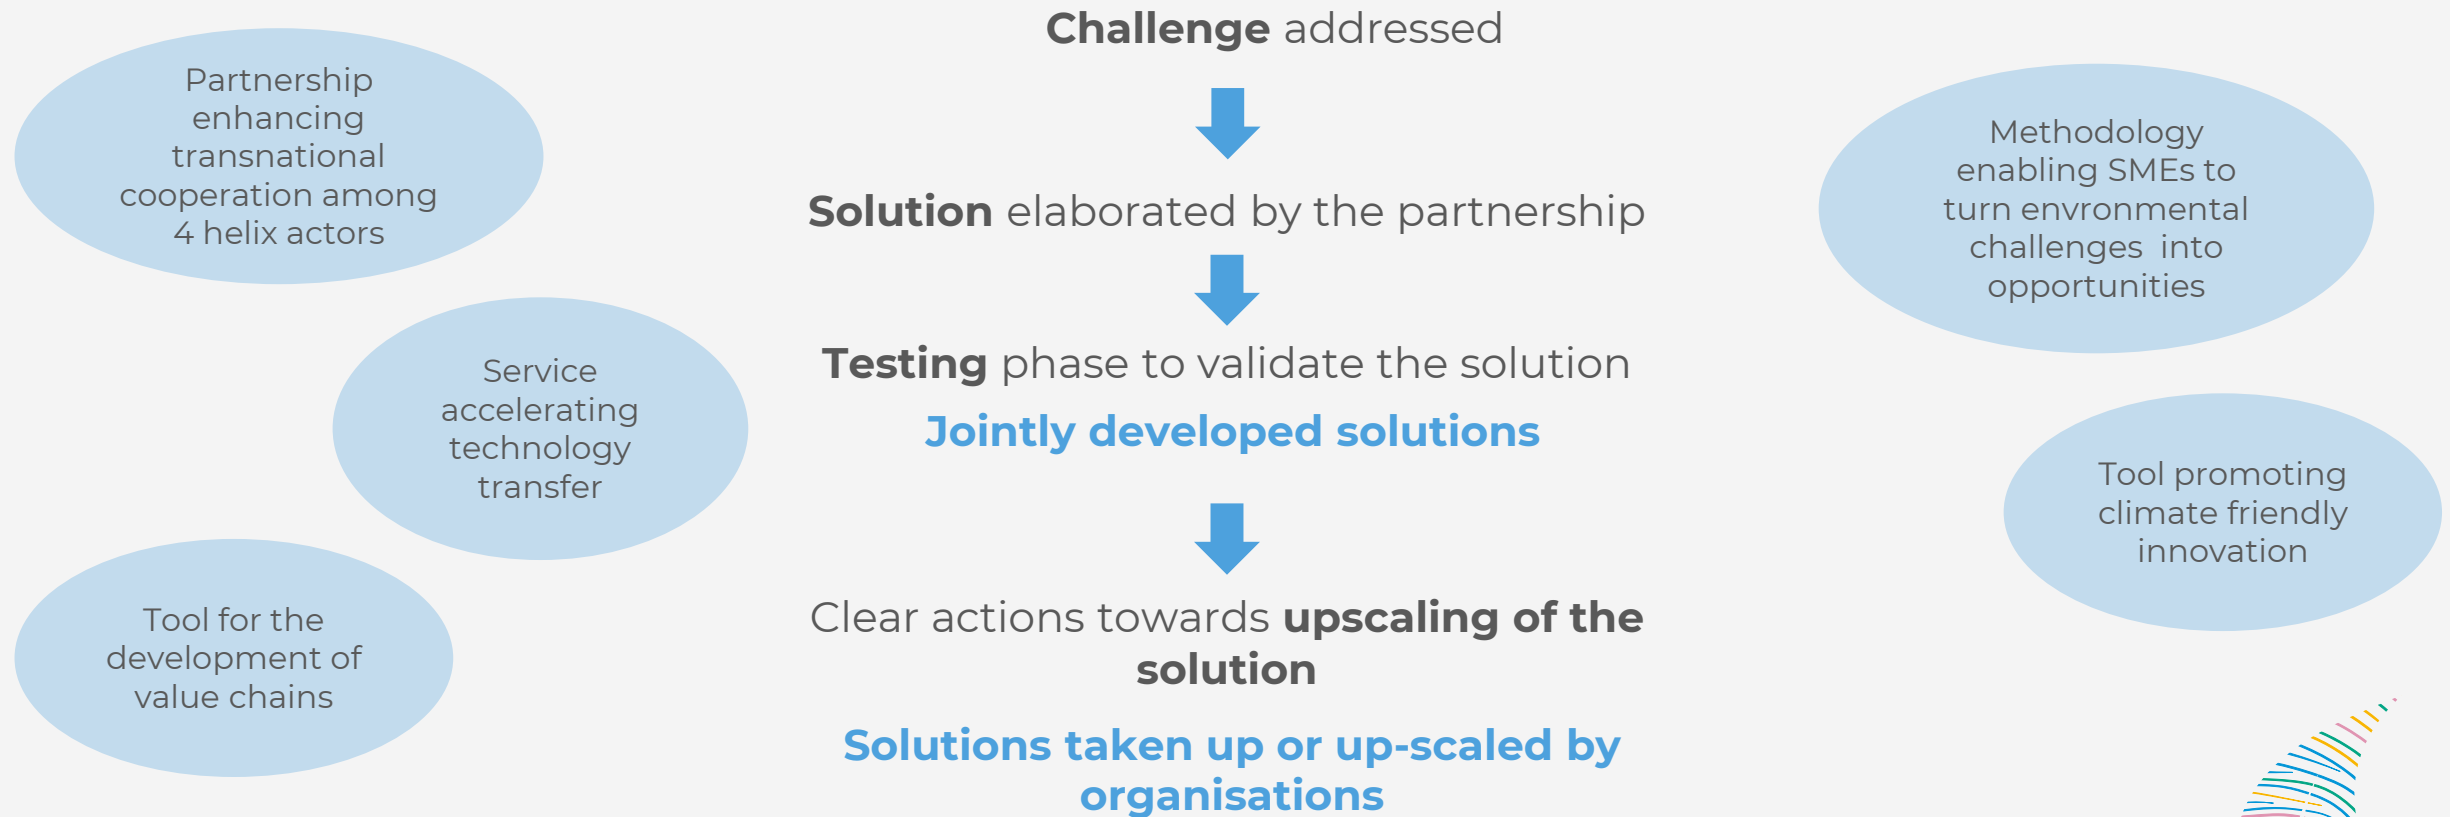 Challenge addressed
Partnership
enhancing
transnational
cooperation among
4 helix actors
Methodology
enabling SMEs to
turn envronmental
challenges  into
opportunities
Solution elaborated by the partnership
Service
accelerating
technology
transfer
Testing phase to validate the solution
Jointly developed solutions
Tool promoting
climate friendly
innovation
Tool for the
development of
value chains
Clear actions towards upscaling of the
solution
Solutions taken up or up-scaled by
organisations